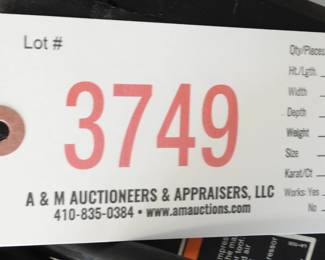 Lot #
Qty/Pieces
Ht./Lgth
Width
Depth
Weight
Size
Karat/Ct
Works: Yes
No
3749
A & M AUCTIONEERS & APPRAISERS, LLC
410-835-0384 • www.amauctions.com